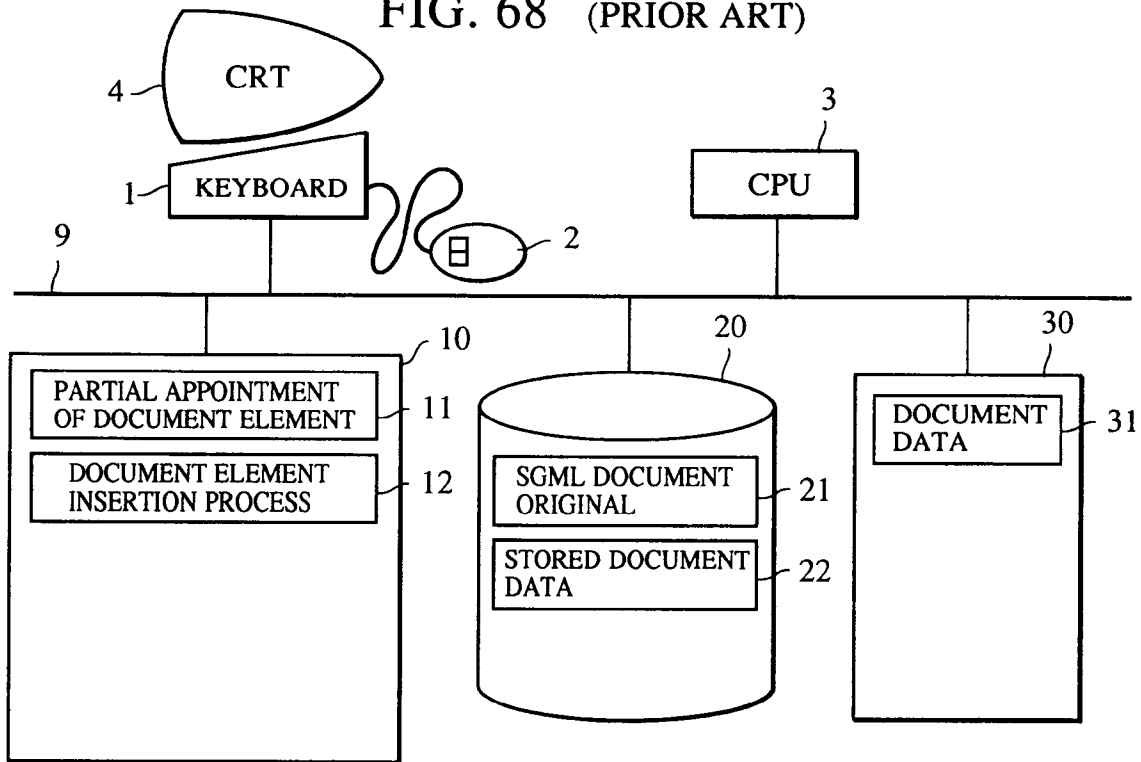 FIG. 68 (PRIOR ART)
CRT
4
3
1
KEYBOARD
CPU
9
2
10
20
30
PARTIAL APPOINTMENT
OF DOCUMENT ELEMENT
11
DOCUMENT ELEMENT
INSERTION PROCESS
12
SGML DOCUMENT
ORIGINAL
21
STORED DOCUMENT
DATA
22
DOCUMENT
DATA
31